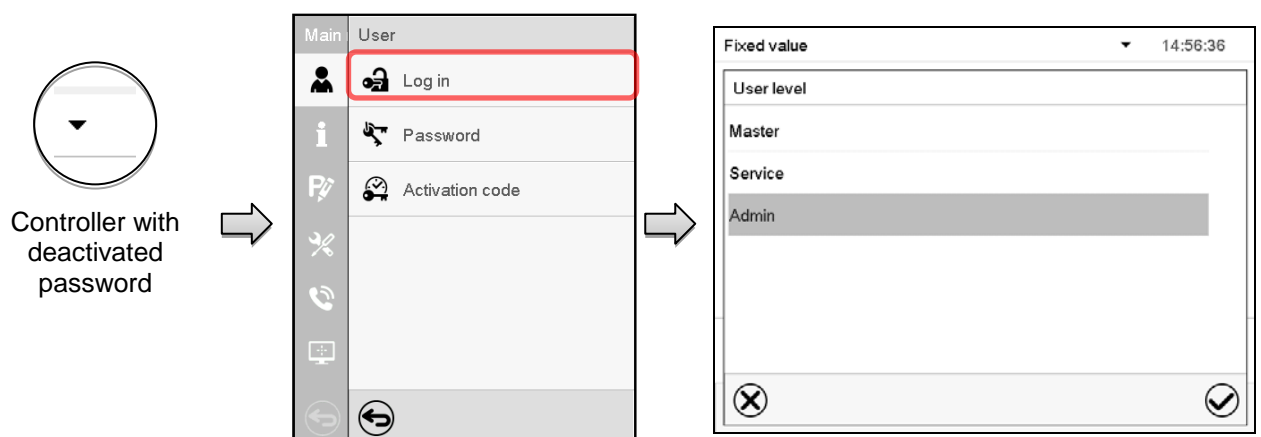 Controller with
deactivated
password
Main
User
Log in
Password
Activation code
Fixed value
14:56:36
User level
Master
Service
Admin